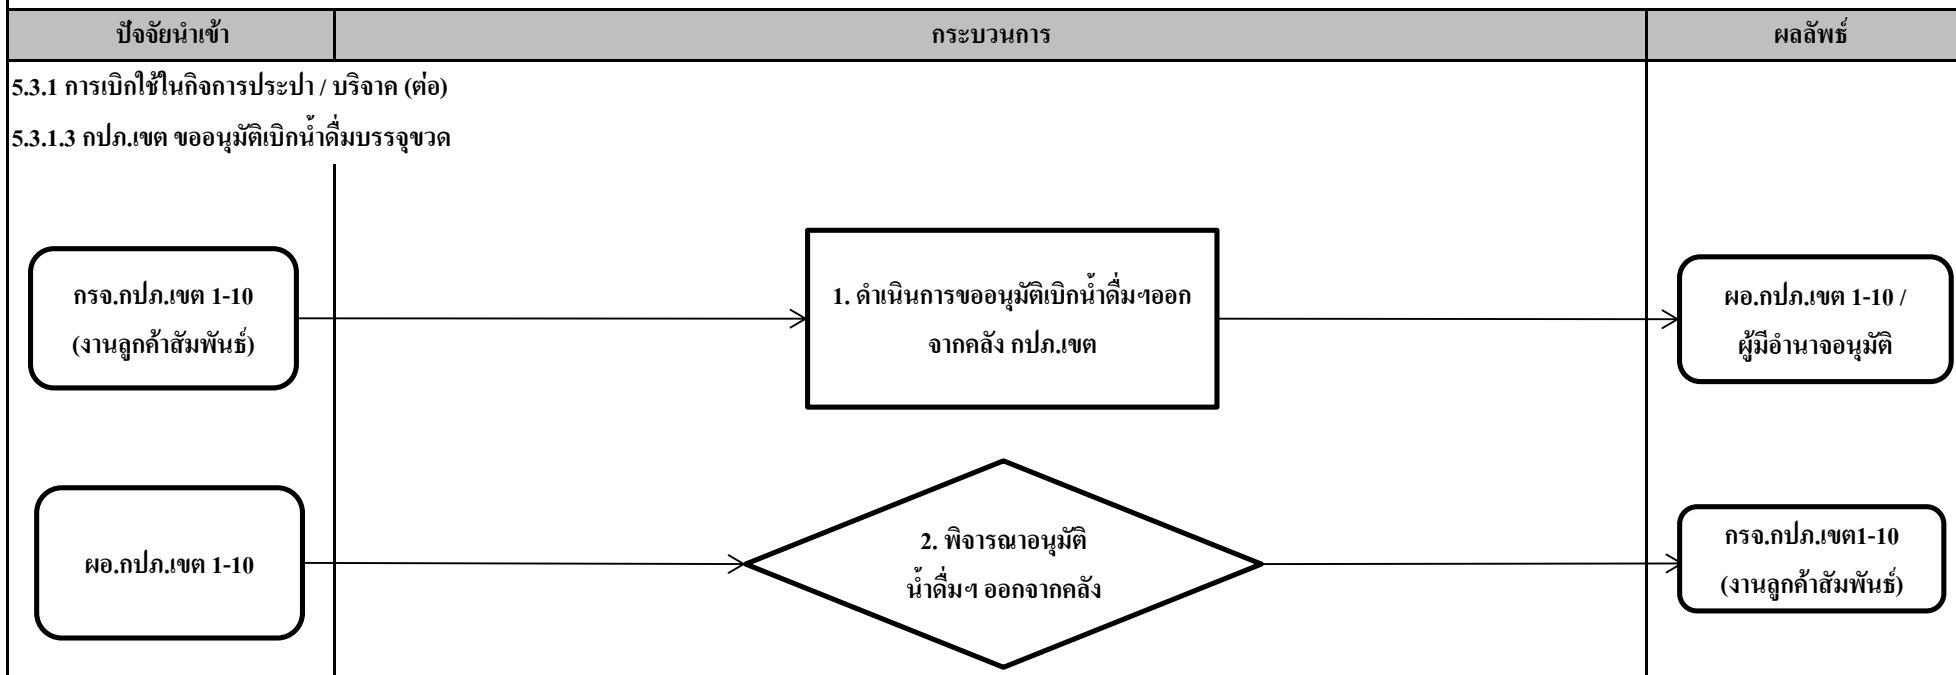 ปัจจัยนำเข้า
กระบวนการ
ผลลัพธ์
5.3.1 การเบิกใช้ในกิจการประปา / บริจาค (ต่อ)
5.3.1.3 กปภ.เขต ขออนุมัติเบิกน้ำดื่มบรรจุขวด
กรจ.กปภ.เขต 1-10
(งานลูกค้าสัมพันธ์)
1. ดำเนินการขออนุมัติเบิกน้ำดื่มฯออก
จากคลัง กปภ.เขต
ผอ.กปภ.เขต 1-10 /
ผู้มีอำนาจอนุมัติ
ผอ.กปภ.เขต 1-10
2. พิจารณาอนุมัติ
น้ำดื่มฯ ออกจากคลัง
กรจ.กปภ.เขต1-10
(งานลูกค้าสัมพันธ์)